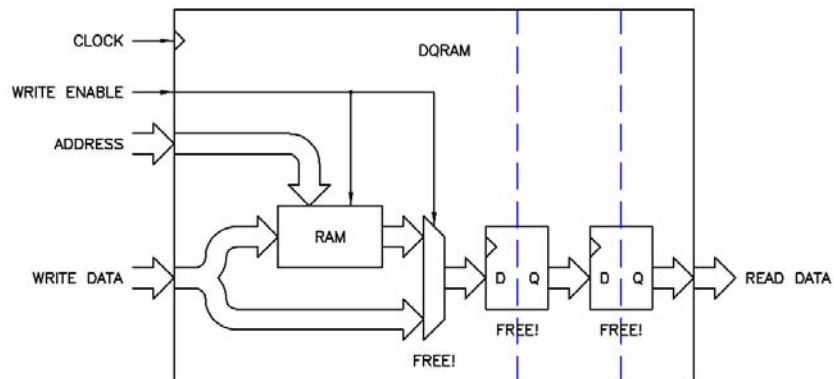 CLOCK
DQRAM
WRITE ENABLE
ADDRESS
RAM
WRITE DATA
D Q
D Q
READ DATA
FREE!
FREE!
FREE!